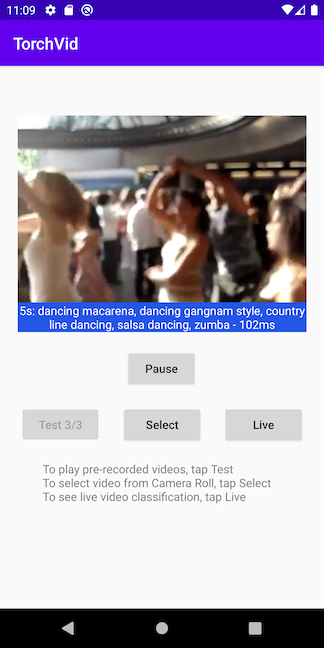 11:09
TorchVid
5s: dancing macarena, dancing gangnam style, country
line dancing, salsa dancing, zumba - 102ms
Pause
Test 3/3
Select
Live
To play pre-recorded videos, tap Test
To select video from Camera Roll, tap Select
To see live video classification, tap Live